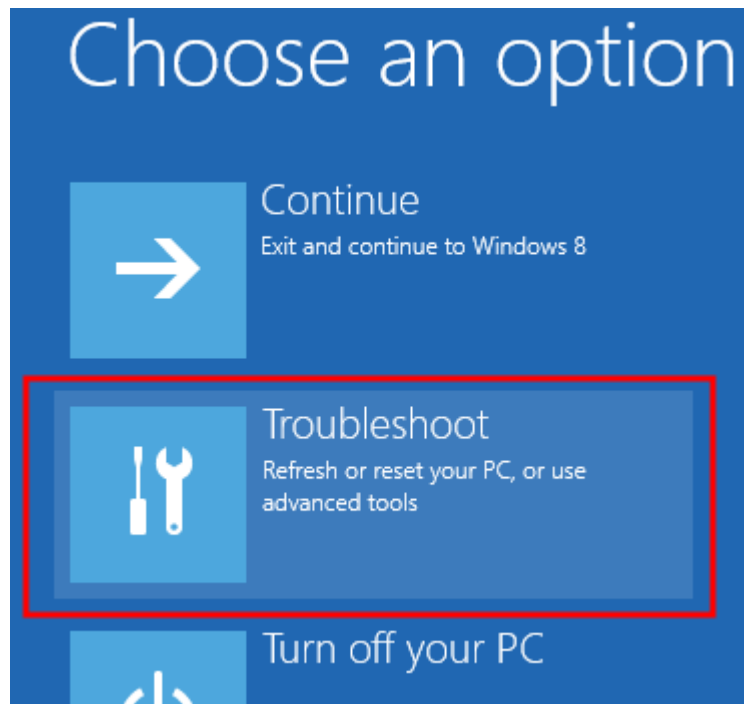 Choose an option
Continue
Exit and continue to Windows 8
Troubleshoot
Refresh or reset your PC, or use
advanced tools
Turn off your PC